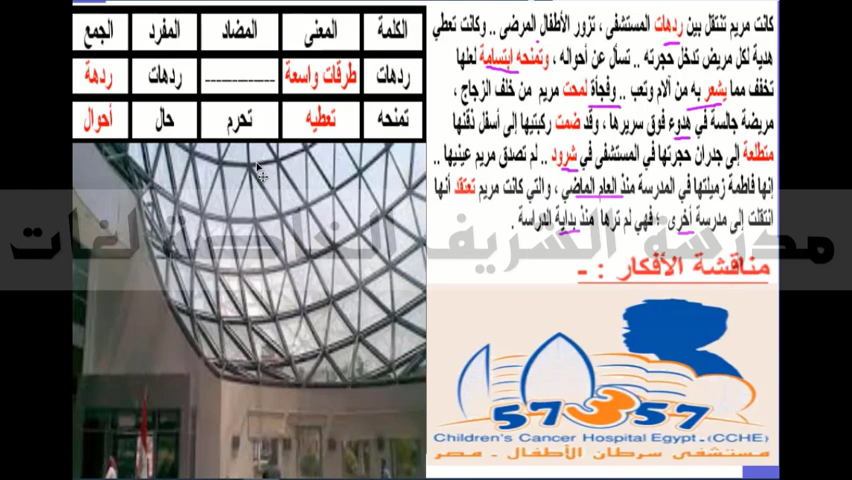 كانت مريم تنتقل بين ردهات المستشفى ، تزور الأطفال المرضى .. وكانت تعطي
هدية لكل مريض تدخل حجرته .. تسأل عن أحواله ، وتمنحه ابتسامة لعلها
تخفف مما يشعر به من آلام وتعب .. وفجأة لمحت مريم من خلف الزجاج ،
مريضة جالسة في هدوء فوق سريرها ، وقد ضمت ركبتيها إلى أسفل ذقنها
متطلعة إلى جدران حجرتها في المستشفى في شرود .. لم تصدق مريم عينيها ..
إنها فاطمة زميلتها في المدرسة منذ العام الماضي ، والتي كانت مريم تعتقد أنها
انتقلت إلى مدرسة أخرى ؛ فهي لم ترها منذ بداية الدراسة .
مناقشة الأفكار : -
الكلمة المعنى المضاد المفرد الجمع
ردهات طرقات واسعة ------------ ردهات ردهة
تمنحه تعطيه تحرم حال أحوال
مدرسة الشريف الخاصة لغات
57357
Children's Cancer Hospital Egypt - (CCHE)
مستشفى سرطان الأطفال - مصر